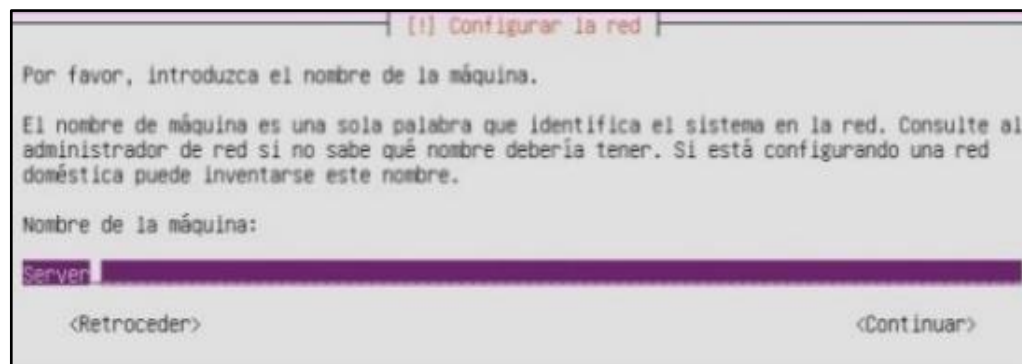 [!] Configurar la red
Por favor, introduzca el nombre de la máquina.
El nombre de máquina es una sola palabra que identifica el sistema en la red. Consulte al
administrador de red si no sabe qué nombre debería tener. Si está configurando una red
doméstica puede inventarse este nombre.
Nombre de la máquina:
Server
<Retroceder> <Continuar>